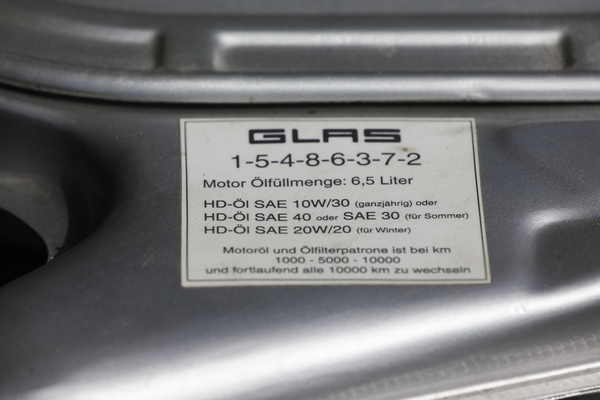 GLAS
1-5-4-8-6-3-7-2
Motor Ölfüllmenge: 6,5 Liter
HD-Öl SAE 10W/30 (ganzjährig) oder
HD-Öl SAE 40 oder SAE 30 (für Sommer)
HD-Öl SAE 20W/20 (für Winter)
Motoröl und Ölfilterpatrone ist bei km
1000 - 5000 - 10000
und fortlaufend alle 10000 km zu wechseln